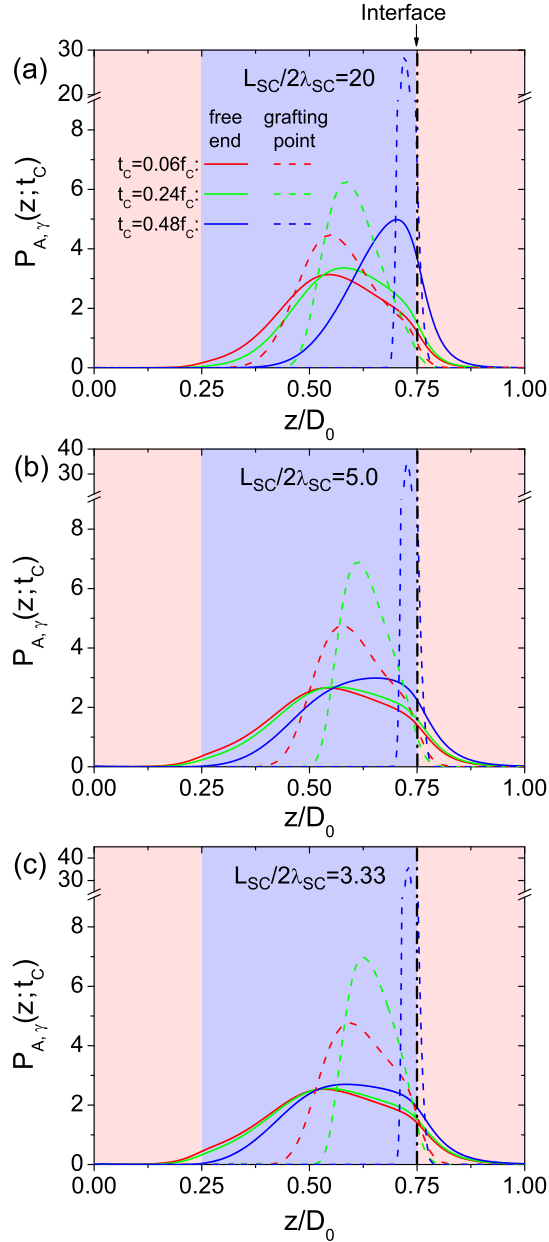 Interface
(a)
L_SC/2λ_SC=20
free grafting
end point
t_C=0.06f_C:
t_C=0.24f_C:
t_C=0.48f_C:
P_A,γ(z;t_C)
30
20
6
4
2
0
0.00 0.25 0.50 0.75 1.00
z/D_0
(b)
L_SC/2λ_SC=5.0
P_A,γ(z;t_C)
40
30
8
6
4
2
0
0.00 0.25 0.50 0.75 1.00
z/D_0
(c)
L_SC/2λ_SC=3.33
P_A,γ(z;t_C)
40
30
8
6
4
2
0
0.00 0.25 0.50 0.75 1.00
z/D_0